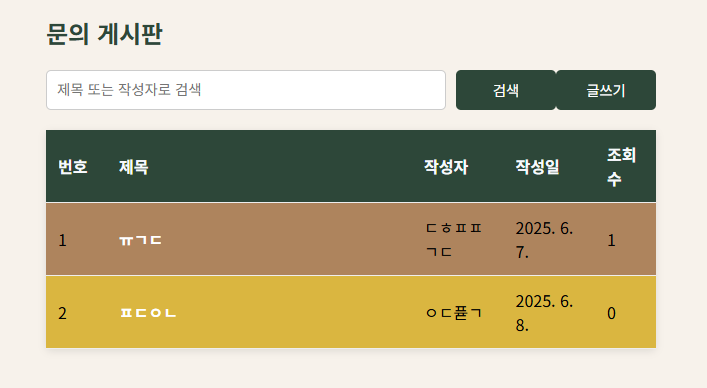 문의 게시판
제목 또는 작성자로 검색 검색 글쓰기
번호 제목 작성자 작성일 조회
수
1 ㅠㄱㄷ ㄷㅎㅍㅍ 2025. 6. 1
ㄱㄷ 7.
2 ㅍㄷㅇㄴ ㅇㄷ퓰ㄱ 2025. 6. 0
8.